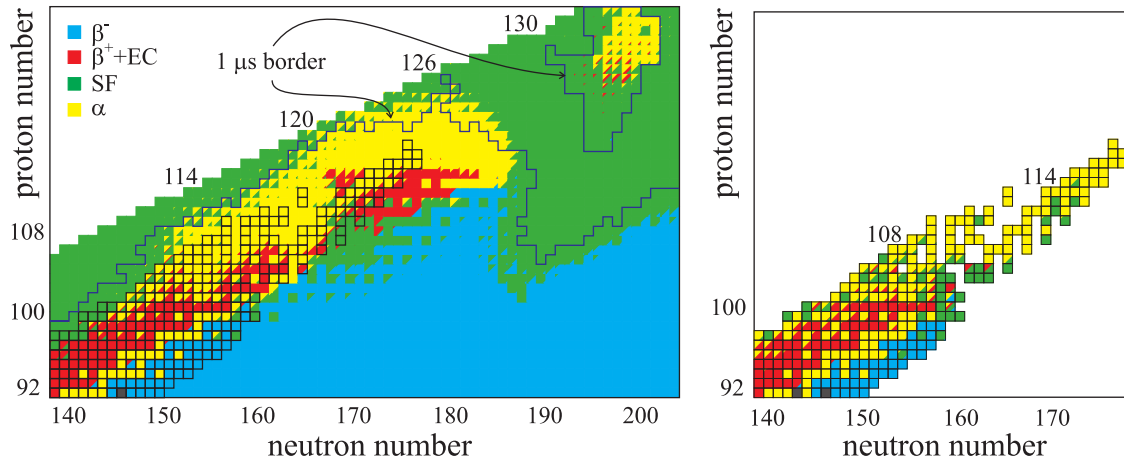 proton number
β⁻
β⁺+EC
SF
α
1 μs border
130
126
120
114
108
100
92
140 150 160 170 180 190 200
neutron number
proton number
114
108
100
92
140 150 160 170
neutron number